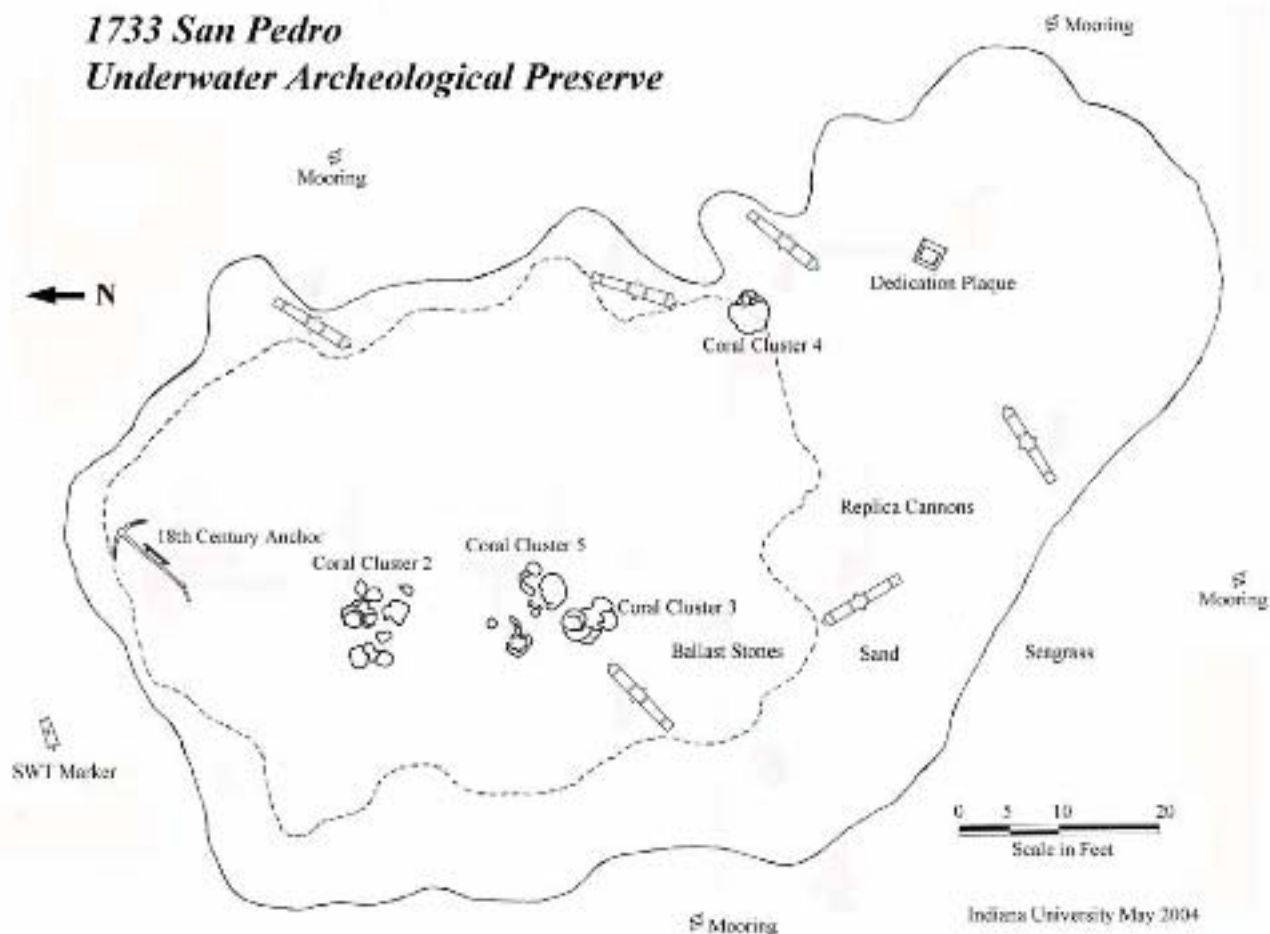 1733 San Pedro
Underwater Archeological Preserve
Mooring
Mooring
N
Dedication Plaque
Coral Cluster 4
Replica Cannons
18th Century Anchor
Coral Cluster 5
Coral Cluster 2
Coral Cluster 3
Mooring
Ballast Stones
Sand
Seagrass
SWT Marker
0 5 10 20
Scale in Feet
Indiana University May 2004
Mooring